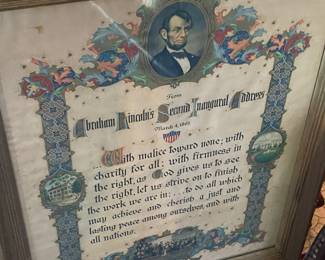 From
Abraham Lincoln's Second Inaugural Address
March 4, 1865
With malice toward none; with
charity for all; with firmness in
the right, as God gives us to see
the right, let us strive on to finish
the work we are in; . . . to do all which
may achieve and cherish a just and
lasting peace among ourselves, and with
all nations.